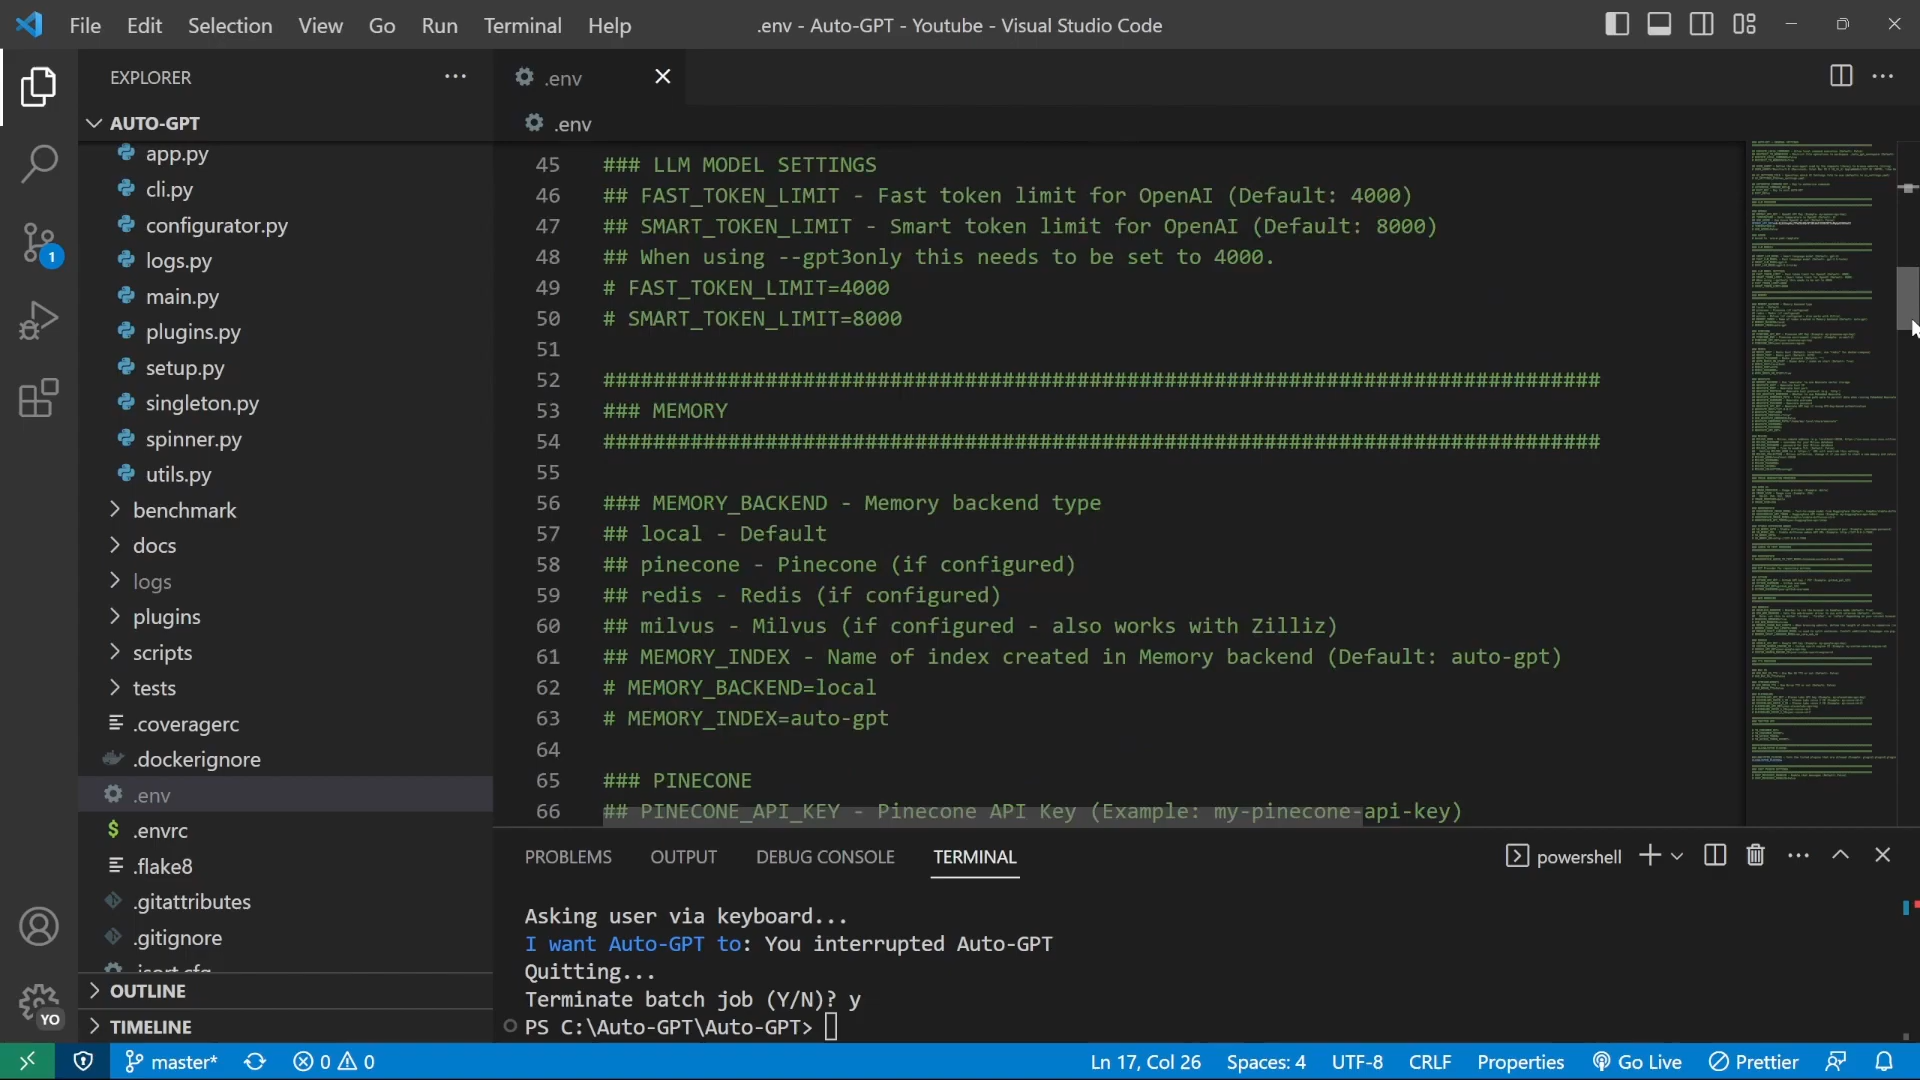 File Edit Selection View Go Run Terminal Help
.env - Auto-GPT - Youtube - Visual Studio Code
EXPLORER
AUTO-GPT
app.py
cli.py
configurator.py
logs.py
main.py
plugins.py
setup.py
singleton.py
spinner.py
utils.py
benchmark
docs
logs
plugins
scripts
tests
.coveragerc
.dockerignore
.env
.envrc
.flake8
.gitattributes
.gitignore
.isort.cfg
OUTLINE
TIMELINE
1
YO
.env
.env
45 ### LLM MODEL SETTINGS
46 ## FAST_TOKEN_LIMIT - Fast token limit for OpenAI (Default: 4000)
47 ## SMART_TOKEN_LIMIT - Smart token limit for OpenAI (Default: 8000)
48 ## When using --gpt3only this needs to be set to 4000.
49 # FAST_TOKEN_LIMIT=4000
50 # SMART_TOKEN_LIMIT=8000
51
52 ################################################################################
53 ### MEMORY
54 ################################################################################
55
56 ### MEMORY_BACKEND - Memory backend type
57 ## local - Default
58 ## pinecone - Pinecone (if configured)
59 ## redis - Redis (if configured)
60 ## milvus - Milvus (if configured - also works with Zilliz)
61 ## MEMORY_INDEX - Name of index created in Memory backend (Default: auto-gpt)
62 # MEMORY_BACKEND=local
63 # MEMORY_INDEX=auto-gpt
64
65 ### PINECONE
66 ## PINECONE_API_KEY - Pinecone API Key (Example: my-pinecone-api-key)
PROBLEMS OUTPUT DEBUG CONSOLE TERMINAL
powershell
Asking user via keyboard...
I want Auto-GPT to: You interrupted Auto-GPT
Quitting...
Terminate batch job (Y/N)? y
PS C:\Auto-GPT\Auto-GPT>
master* 0 0
Ln 17, Col 26 Spaces: 4 UTF-8 CRLF Properties Go Live Prettier